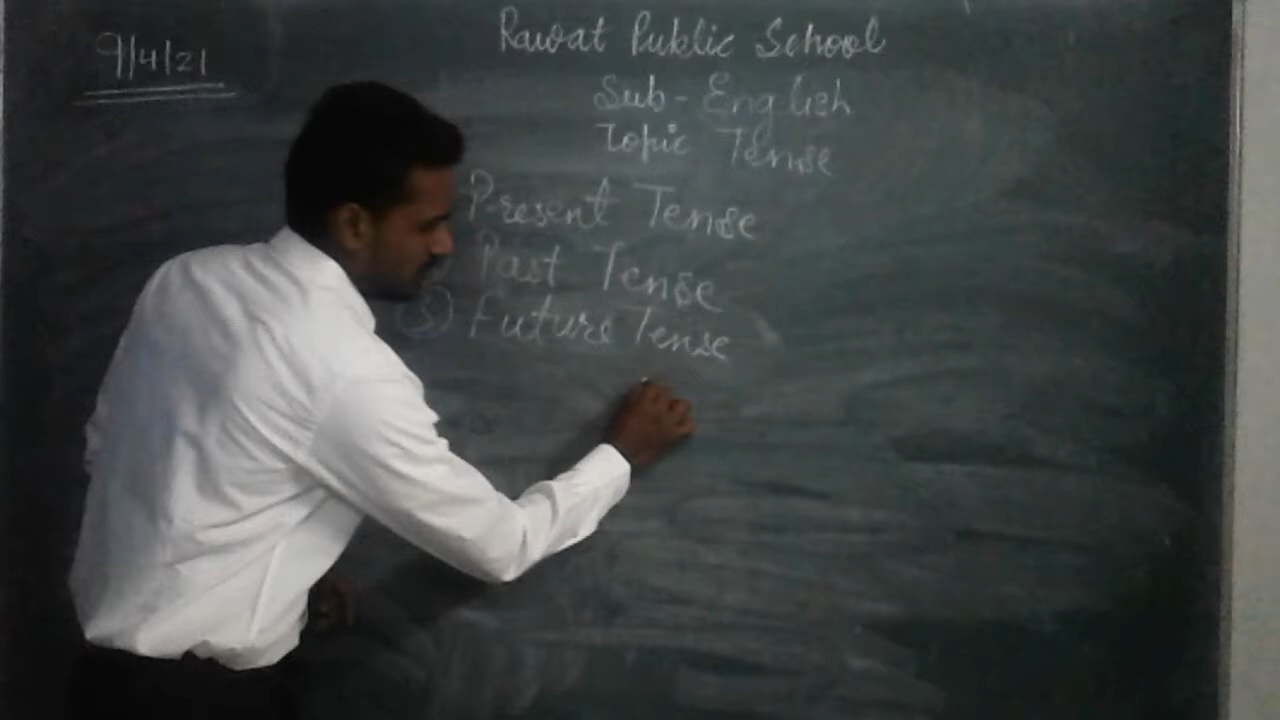 9/4/21
Rawat Public School
Sub-English
Topic Tense
Present Tense
Past Tense
3) Future Tense